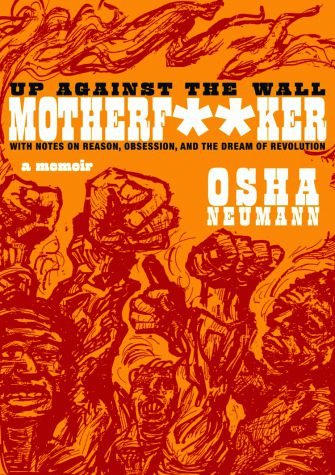 UP AGAINST THE WALL
MOTHERF**KER
WITH NOTES ON REASON, OBSESSION, AND THE DREAM OF REVOLUTION
a memoir
OSHA
NEUMANN